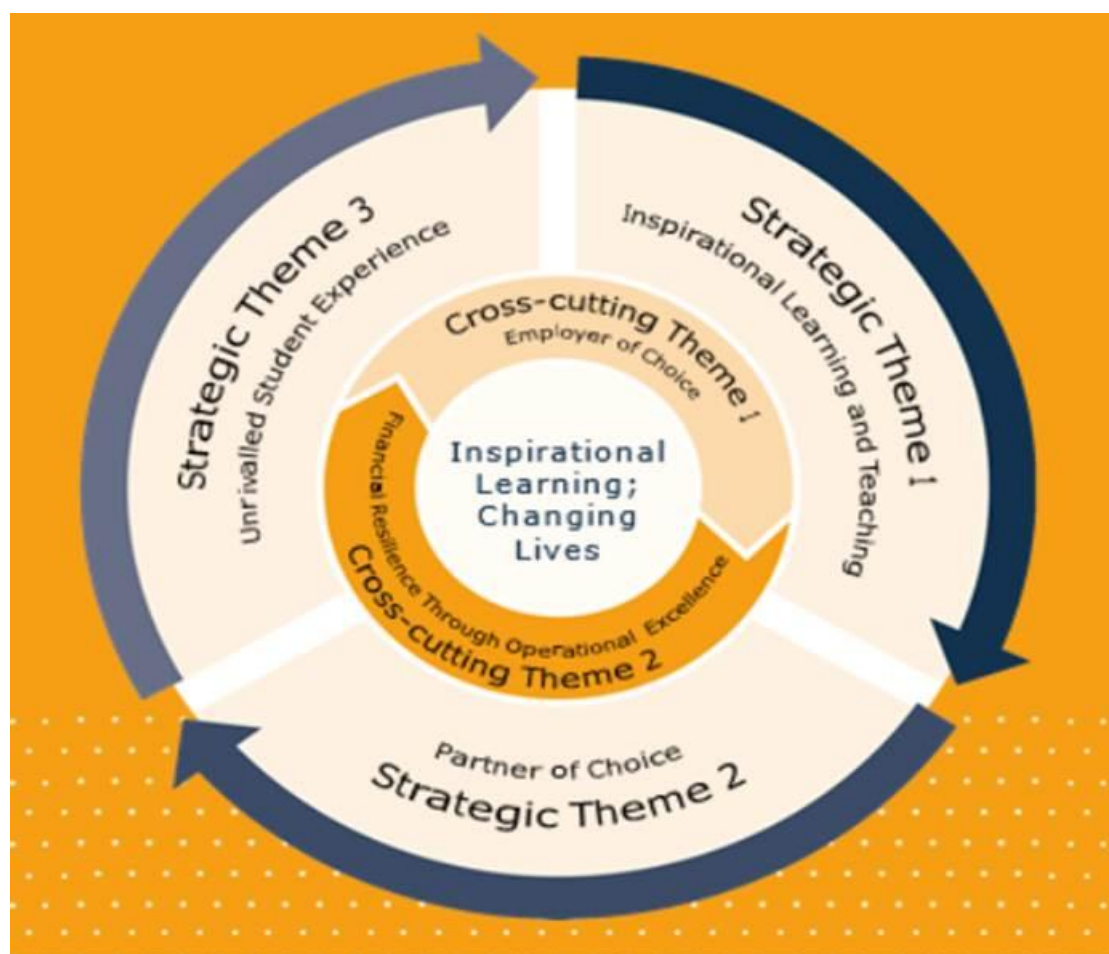 Strategic Theme 1
Inspirational Learning and Teaching
Partner of Choice
Strategic Theme 2
Strategic Theme 3
Unrivalled Student Experience
Cross-cutting Theme 1
Employer of Choice
Financial Resilience Through Operational Excellence
Cross-cutting Theme 2
Inspirational
Learning;
Changing
Lives